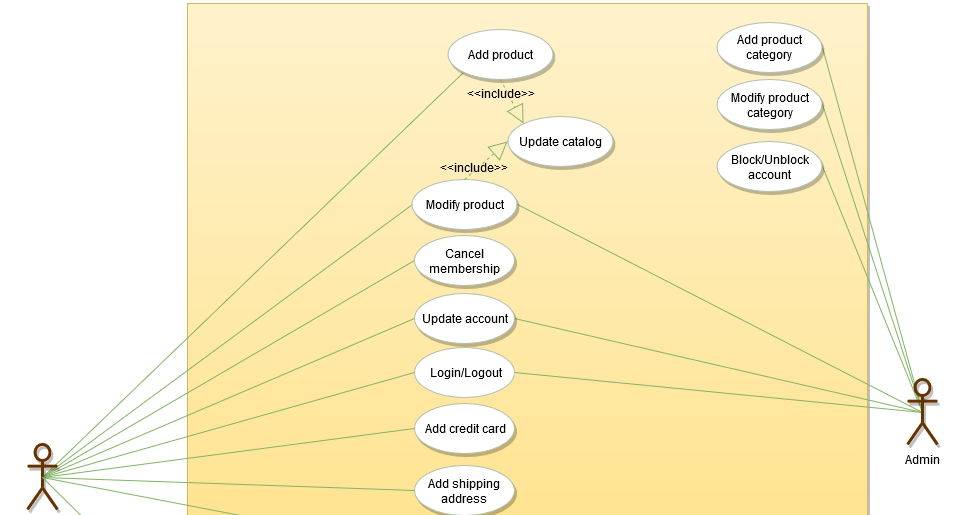 Add product
<<include>>
Update catalog
<<include>>
Modify product
Cancel
membership
Update account
Login/Logout
Add credit card
Add shipping
address
Add product
category
Modify product
category
Block/Unblock
account
Admin